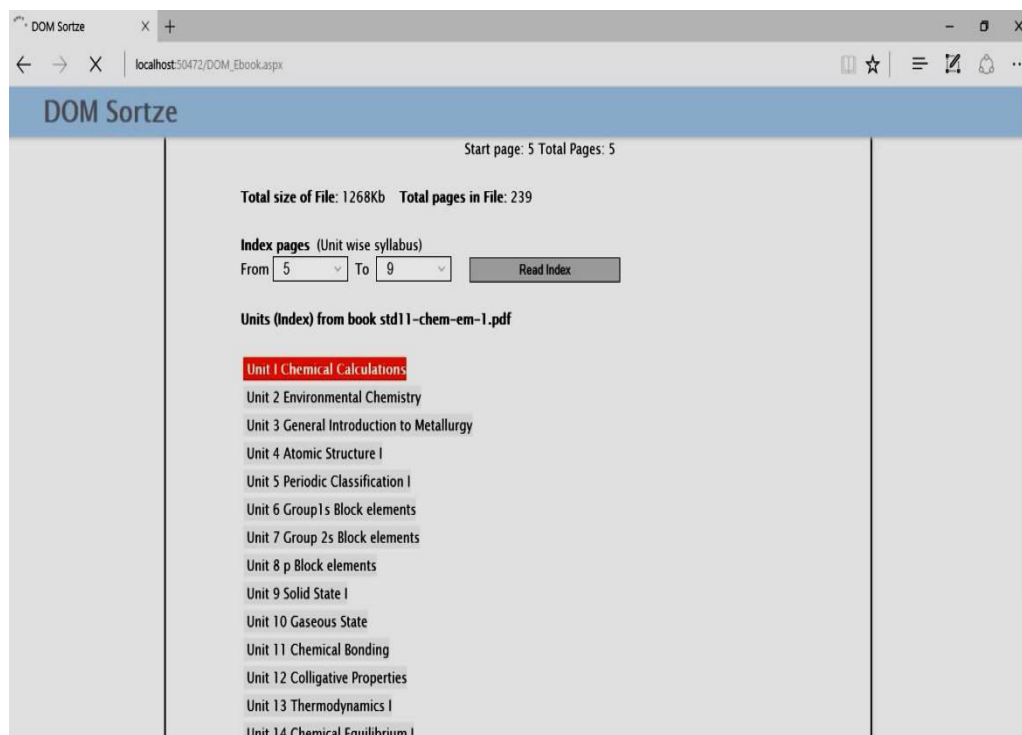 DOM Sortze
localhost:50472/DOM_Ebook.aspx
DOM Sortze
Start page: 5 Total Pages: 5
Total size of File: 1268Kb Total pages in File: 239
Index pages (Unit wise syllabus)
From 5 To 9 Read Index
Units (Index) from book std11-chem-em-1.pdf
Unit I Chemical Calculations
Unit 2 Environmental Chemistry
Unit 3 General Introduction to Metallurgy
Unit 4 Atomic Structure I
Unit 5 Periodic Classification I
Unit 6 Group1s Block elements
Unit 7 Group 2s Block elements
Unit 8 p Block elements
Unit 9 Solid State I
Unit 10 Gaseous State
Unit 11 Chemical Bonding
Unit 12 Colligative Properties
Unit 13 Thermodynamics I
Unit 14 Chemical Equilibrium I